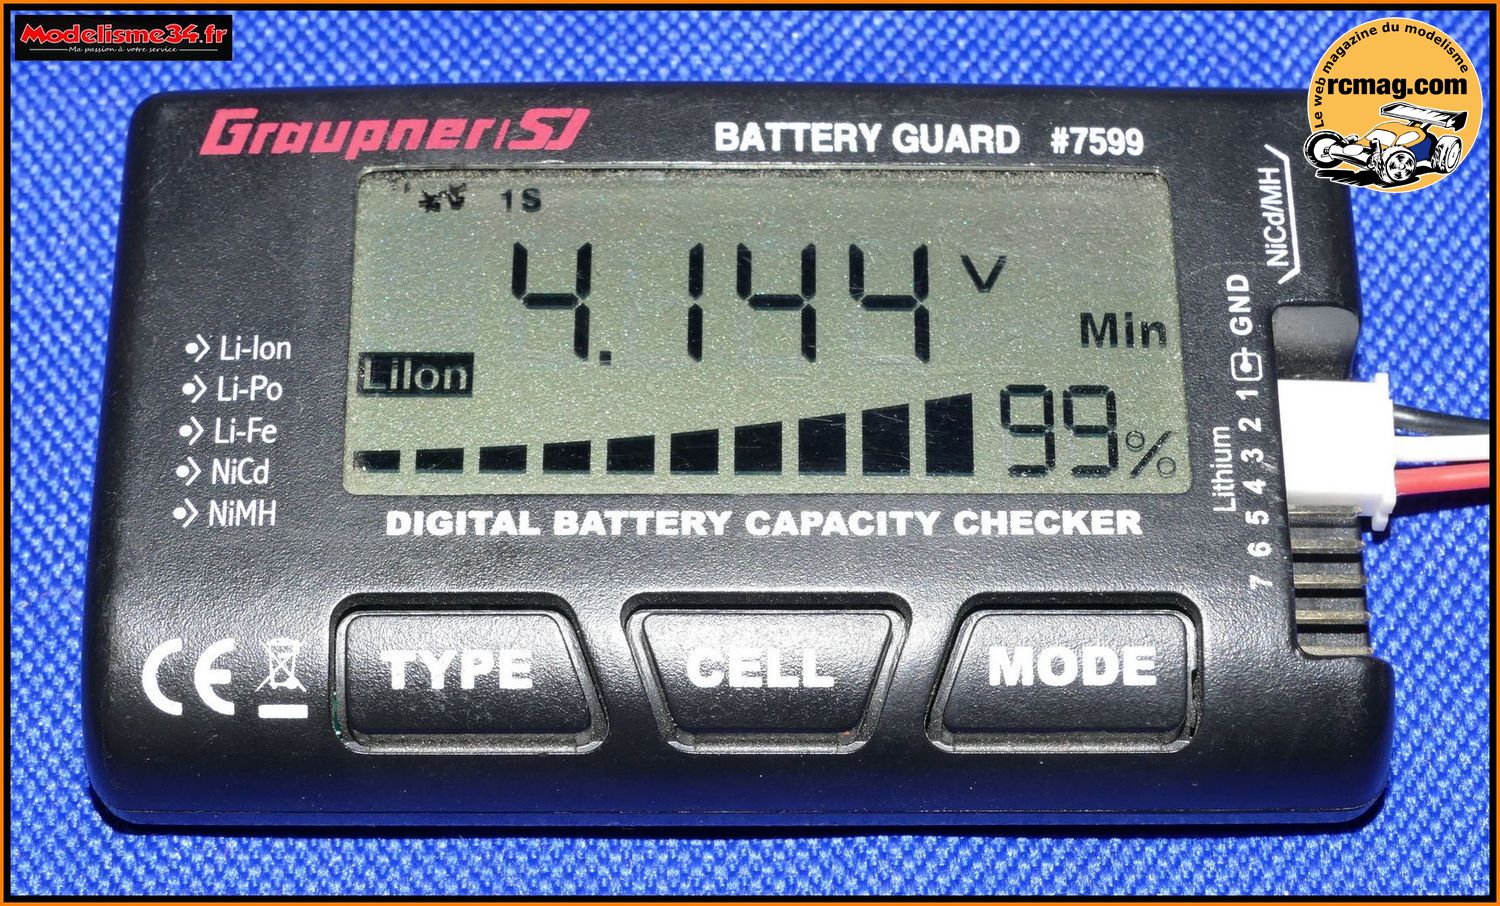 Modelisme34.fr
Ma passion à votre service
Le web magazine du modelisme
rcmag.com
Graupner/SJ
BATTERY GUARD #7599
1S
4.144 V
Min
LiIon
99%
Li-Ion
Li-Po
Li-Fe
NiCd
NiMH
NiCd/MH
GND
Lithium
1 2 3 4 5 6 7
DIGITAL BATTERY CAPACITY CHECKER
CE
TYPE
CELL
MODE